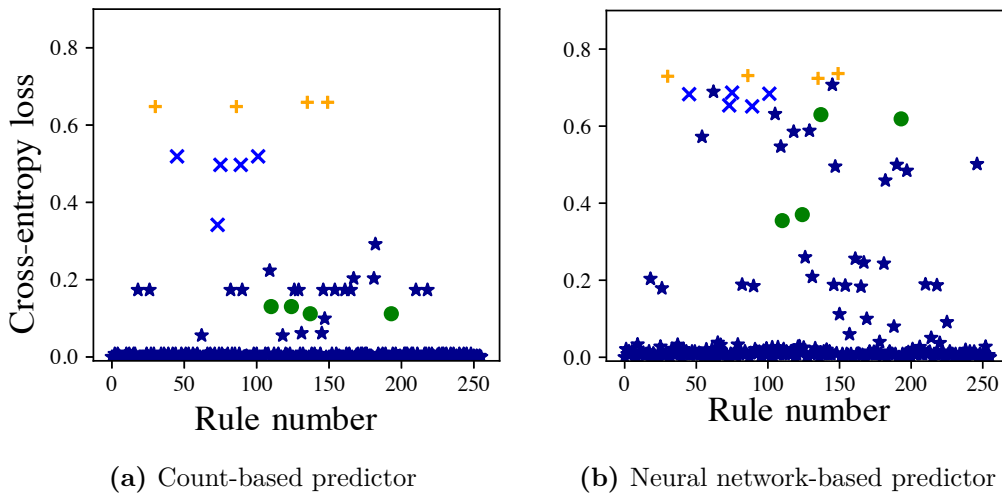 Cross-entropy loss
0.8
0.6
0.4
0.2
0.0
0 50 100 150 200 250
Rule number
(a) Count-based predictor
0.8
0.6
0.4
0.2
0.0
0 50 100 150 200 250
Rule number
(b) Neural network-based predictor